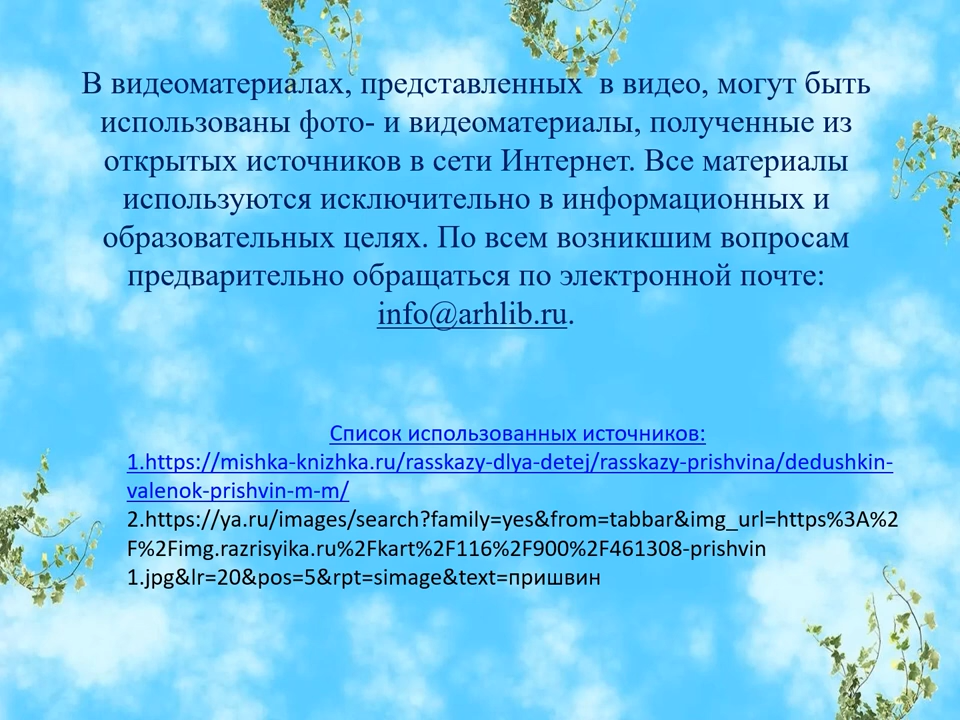 В видеоматериалах, представленных  в видео, могут быть
использованы фото- и видеоматериалы, полученные из
открытых источников в сети Интернет. Все материалы
используются исключительно в информационных и
образовательных целях. По всем возникшим вопросам
предварительно обращаться по электронной почте:
info@arhlib.ru.
Список использованных источников:
1.https://mishka-knizhka.ru/rasskazy-dlya-detej/rasskazy-prishvina/dedushkin-
valenok-prishvin-m-m/
2.https://ya.ru/images/search?family=yes&from=tabbar&img_url=https%3A%2
F%2Fimg.razrisyika.ru%2Fkart%2F116%2F900%2F461308-prishvin
1.jpg&lr=20&pos=5&rpt=simage&text=пришвин